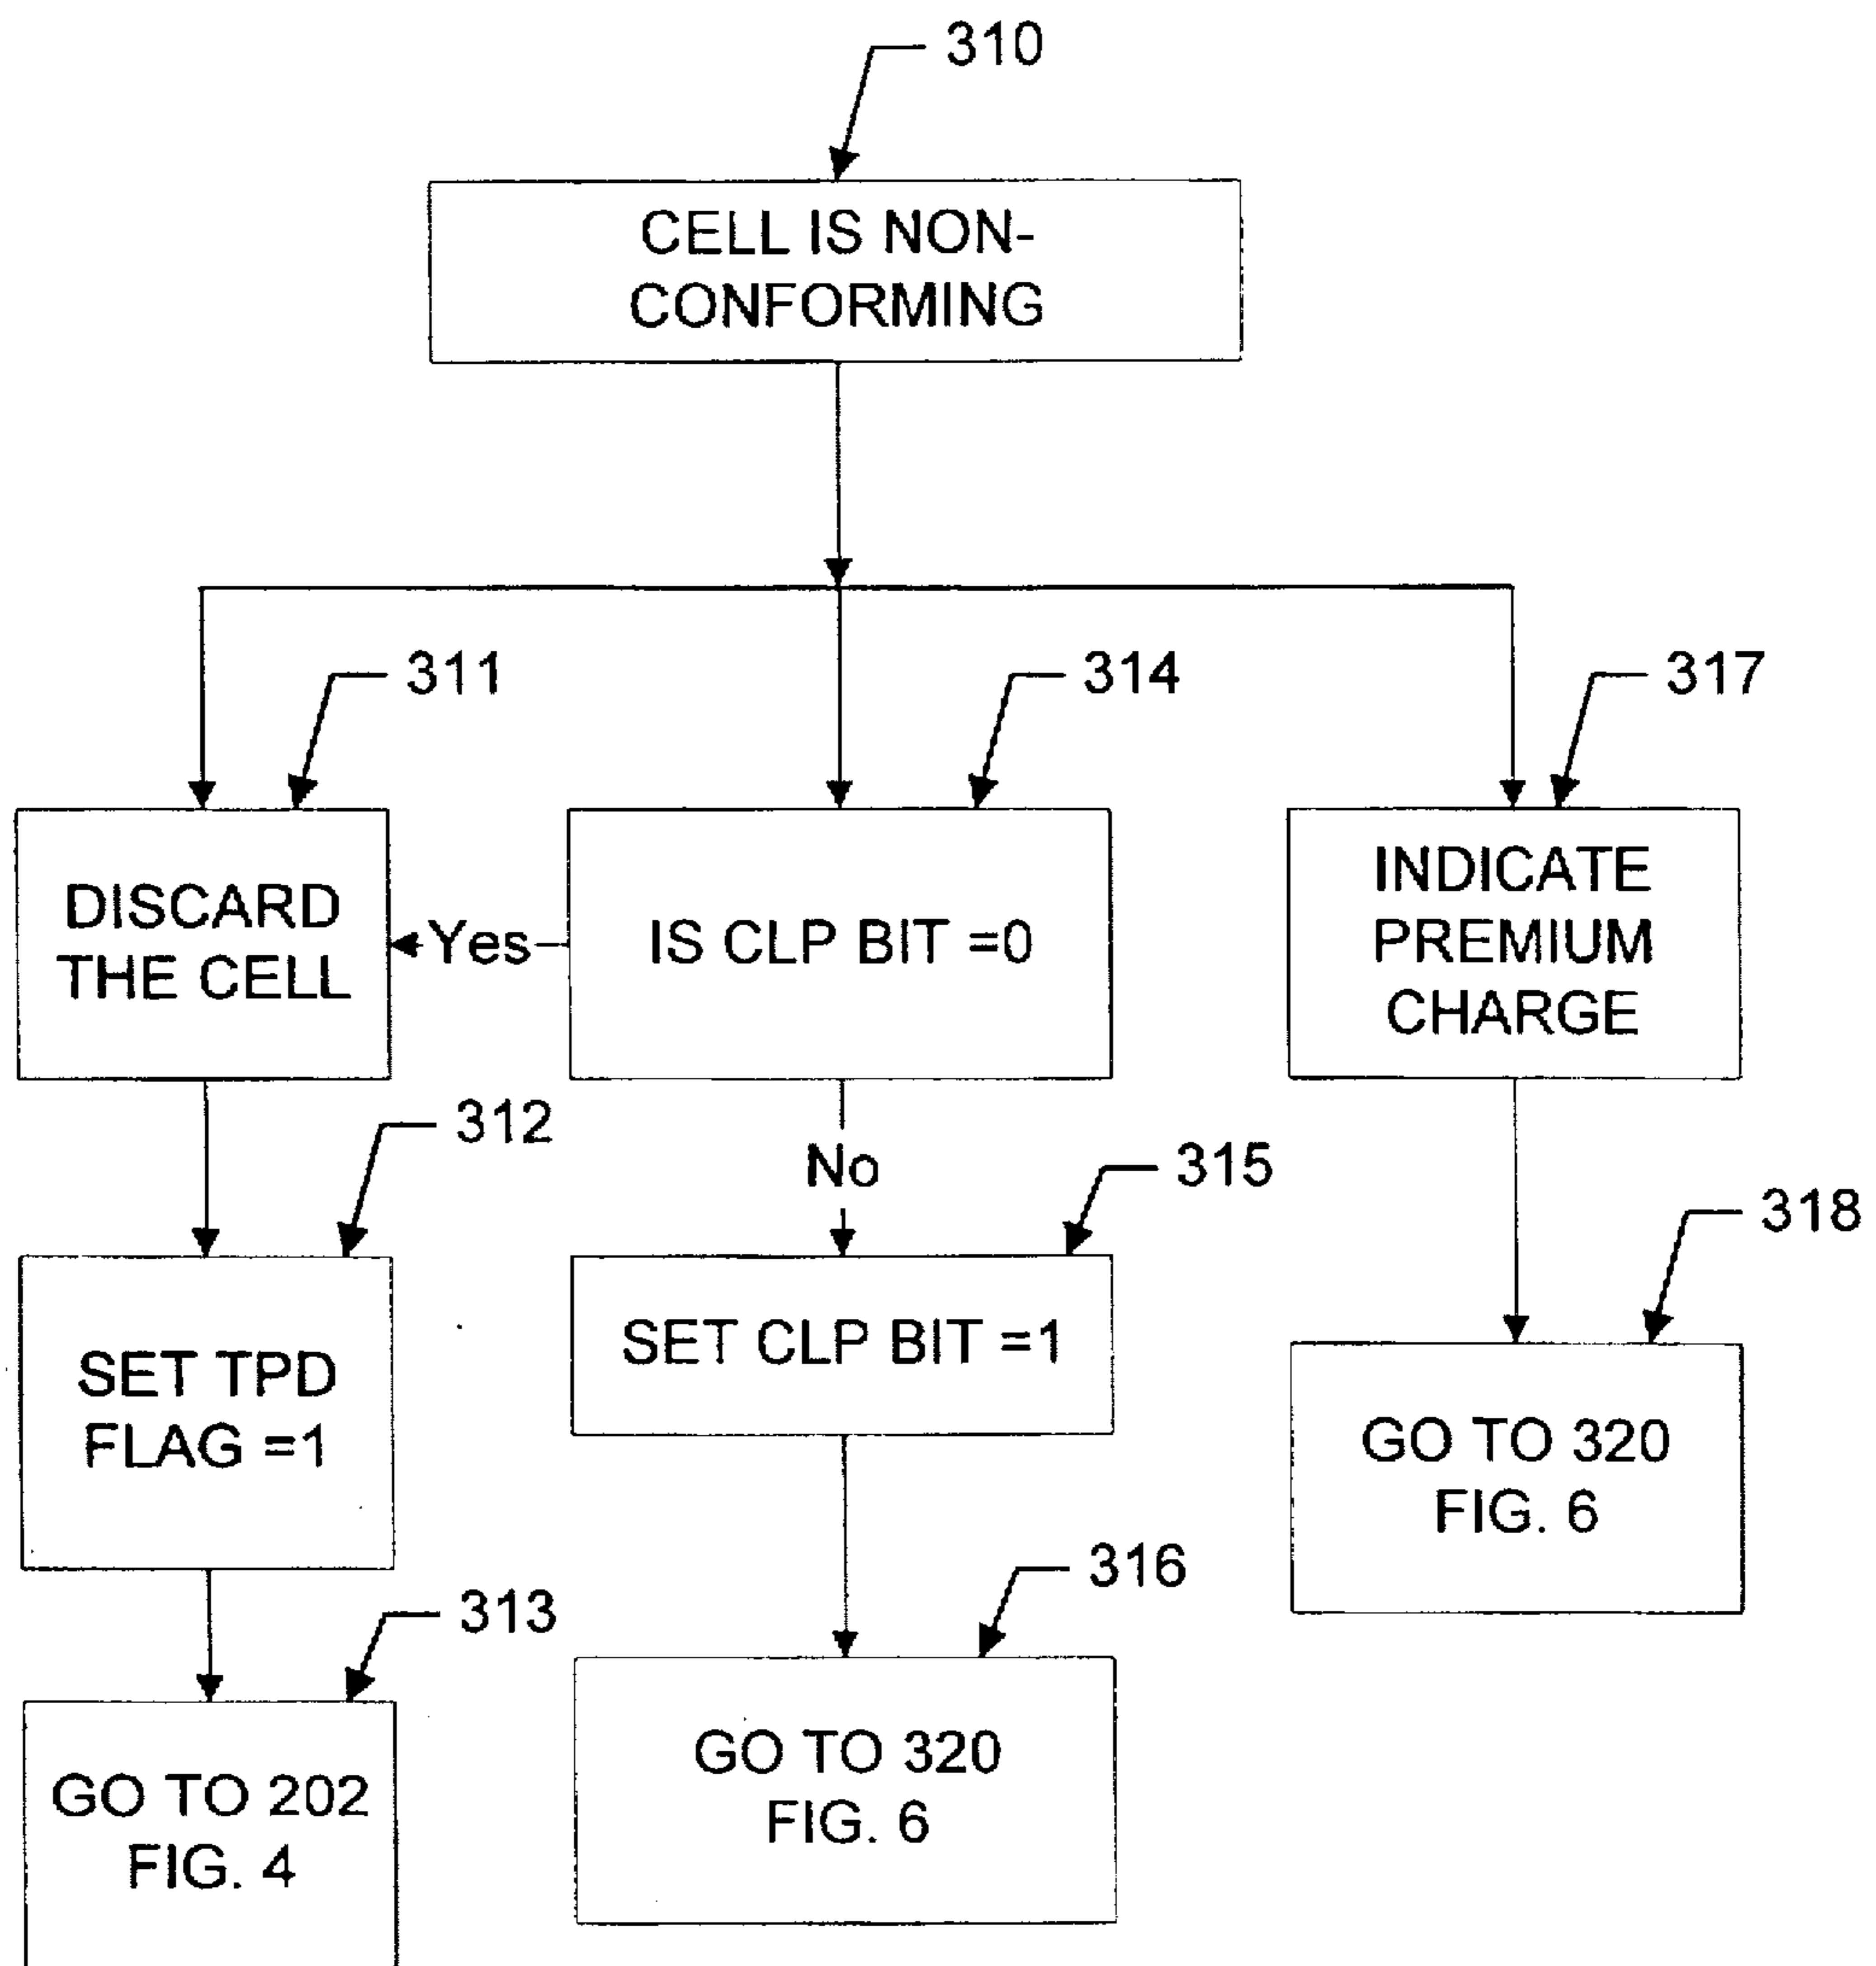 310
CELL IS NON-
CONFORMING
311
314
317
DISCARD
THE CELL
Yes
IS CLP BIT =0
INDICATE
PREMIUM
CHARGE
312
No
315
318
SET TPD
FLAG =1
SET CLP BIT =1
GO TO 320
FIG. 6
313
316
GO TO 202
FIG. 4
GO TO 320
FIG. 6